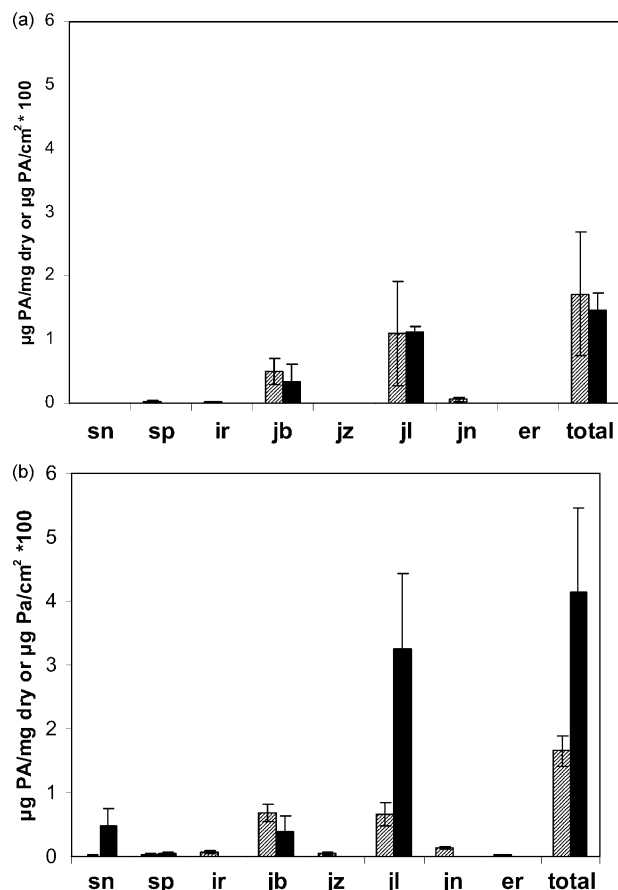 (a)
µg PA/mg dry or µg PA/cm² * 100
6
5
4
3
2
1
0
sn sp ir jb jz jl jn er total
(b)
µg PA/mg dry or µg Pa/cm² *100
6
5
4
3
2
1
0
sn sp ir jb jz jl jn er total